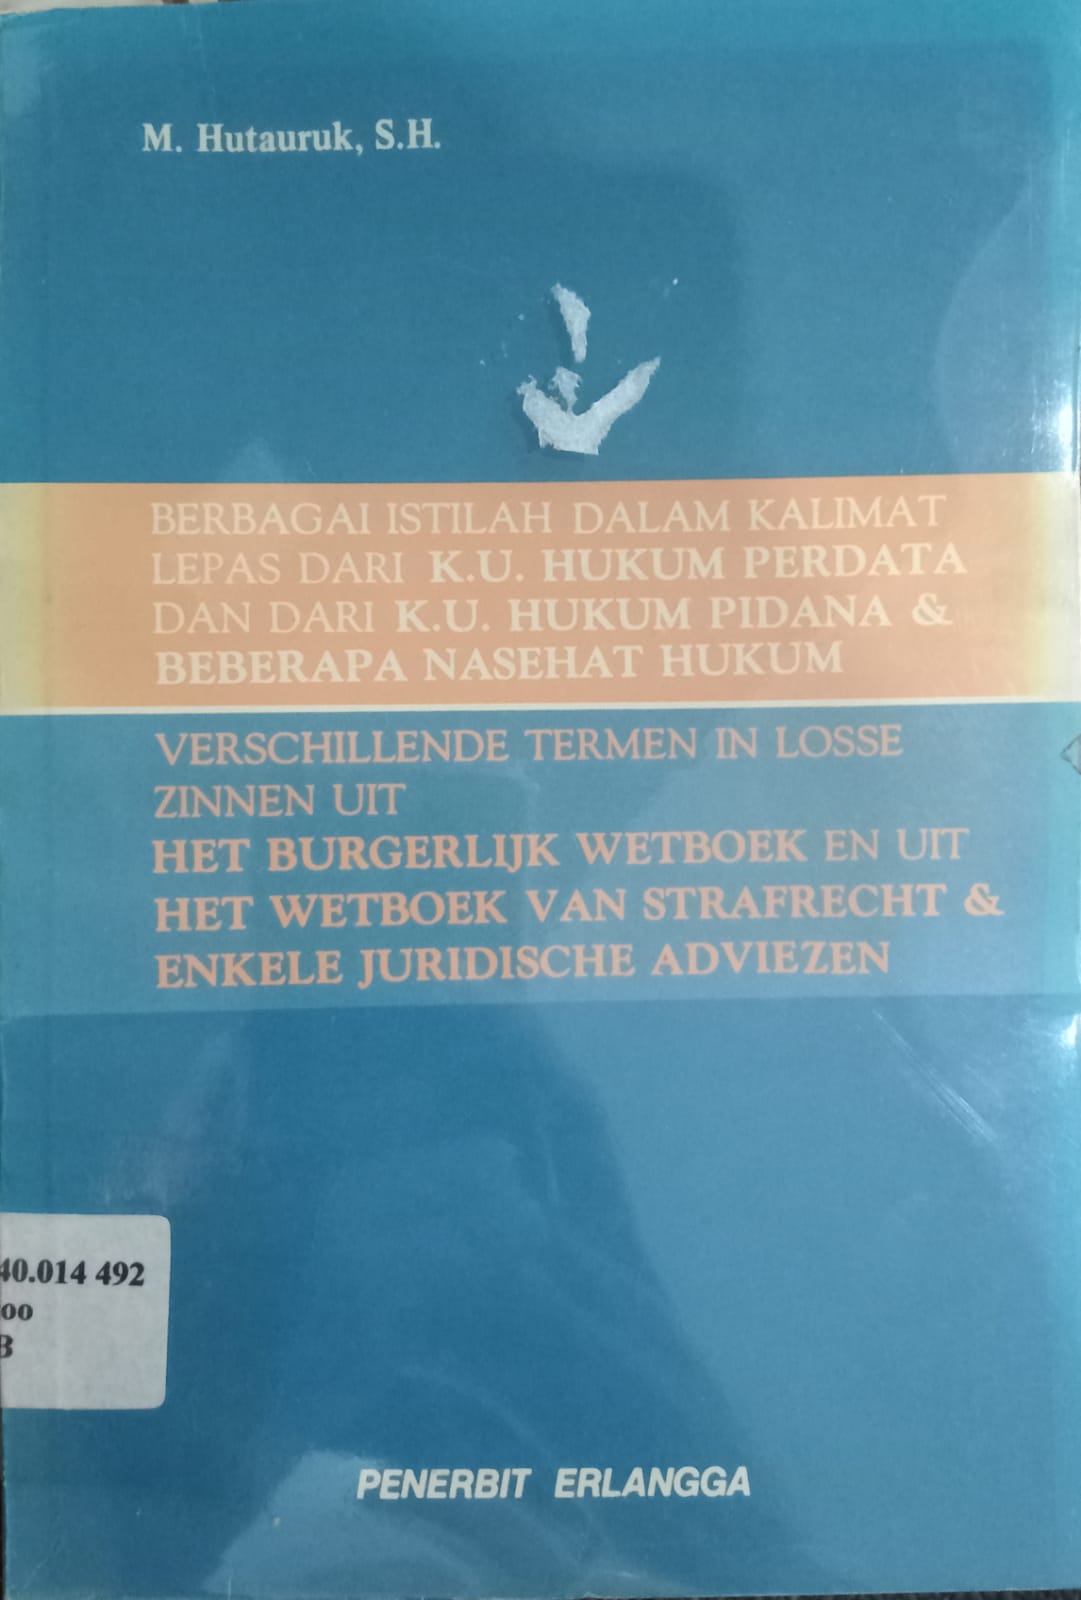 M. Hutauruk, S.H.
BERBAGAI ISTILAH DALAM KALIMAT
LEPAS DARI K.U. HUKUM PERDATA
DAN DARI K.U. HUKUM PIDANA &
BEBERAPA NASEHAT HUKUM
VERSCHILLENDE TERMEN IN LOSSE
ZINNEN UIT
HET BURGERLIJK WETBOEK EN UIT
HET WETBOEK VAN STRAFRECHT &
ENKELE JURIDISCHE ADVIEZEN
40.014 492
oo
B
PENERBIT ERLANGGA